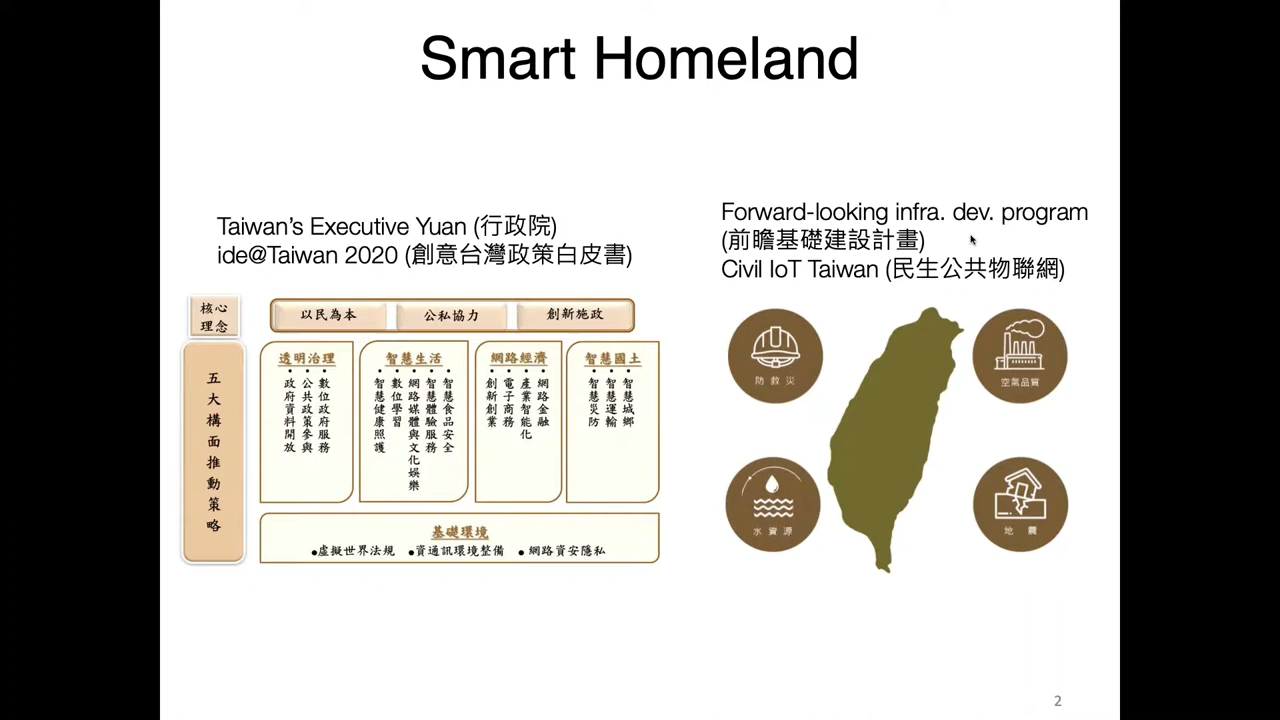 Smart Homeland
Taiwan's Executive Yuan (行政院)
ide@Taiwan 2020 (創意台灣政策白皮書)
核心
理念
以民為本
公私協力
創新施政
五大構面推動策略
透明治理
•數位政府服務
•公共政策參與
•政府資料開放
智慧生活
•智慧食品安全
•智慧體驗服務
•網路媒體與文化娛樂
•數位學習
•智慧健康照護
網路經濟
•網路金融
•產業智能化
•電子商務
•創新創業
智慧國土
•智慧城鄉
•智慧運輸
•智慧災防
基礎環境
•虛擬世界法規 •資通訊環境整備 •網路資安隱私
Forward-looking infra. dev. program
(前瞻基礎建設計畫)
Civil IoT Taiwan (民生公共物聯網)
防救災
空氣品質
水資源
地震
2